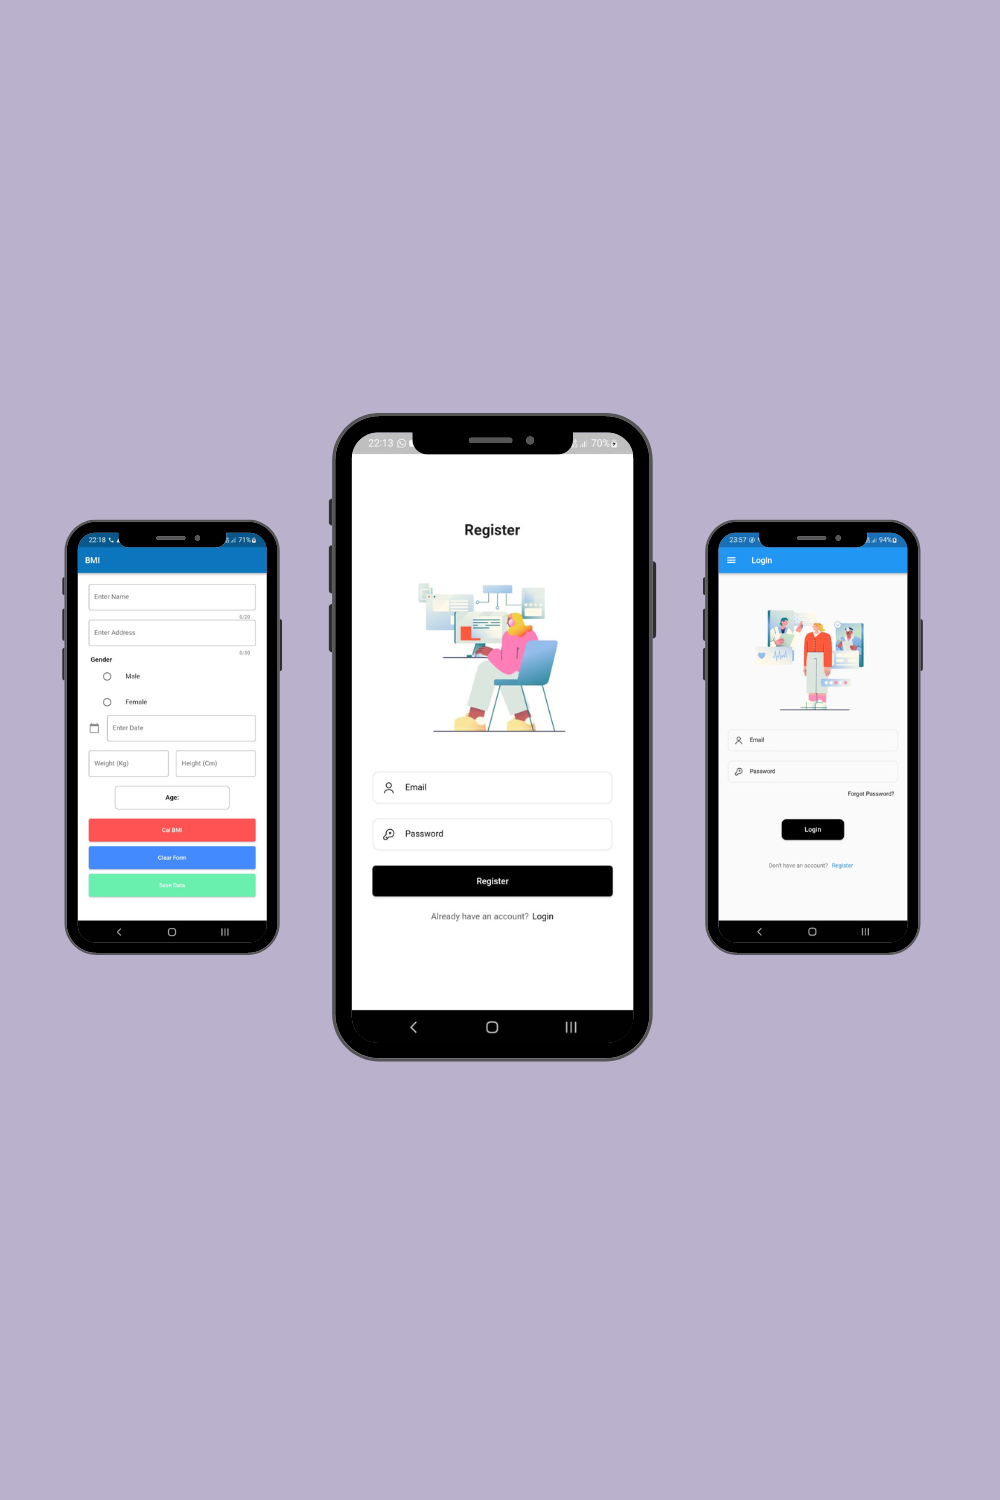 22:18 71%
BMI
Enter Name
0/20
Enter Address
0/50
Gender
Male
Female
Enter Date
Weight (Kg) Height (Cm)
Age:
Cal BMI
Clear Form
Save Data
22:13 70%
Register
Email
Password
Register
Already have an account? Login
23:57 94%
Login
Email
Password
Forgot Password?
Login
Don't have an account? Register